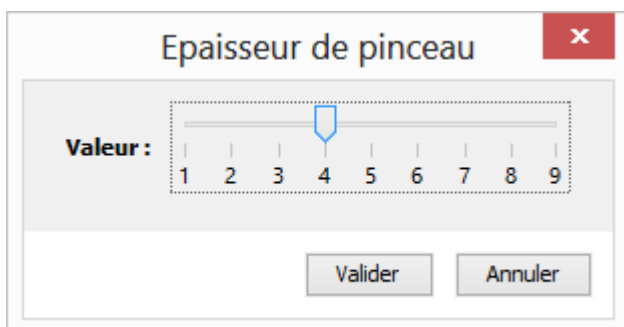 Epaisseur de pinceau
Valeur :
1 2 3 4 5 6 7 8 9
Valider Annuler